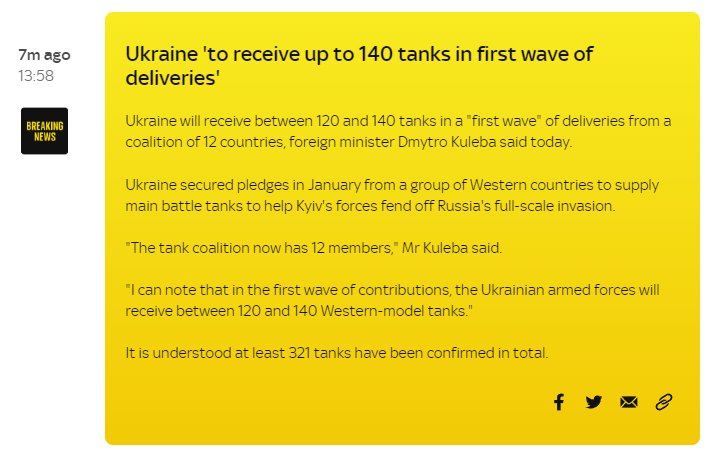 7m ago
13:58
BREAKING
NEWS
Ukraine 'to receive up to 140 tanks in first wave of
deliveries'
Ukraine will receive between 120 and 140 tanks in a "first wave" of deliveries from a
coalition of 12 countries, foreign minister Dmytro Kuleba said today.
Ukraine secured pledges in January from a group of Western countries to supply
main battle tanks to help Kyiv's forces fend off Russia's full-scale invasion.
"The tank coalition now has 12 members," Mr Kuleba said.
"I can note that in the first wave of contributions, the Ukrainian armed forces will
receive between 120 and 140 Western-model tanks."
It is understood at least 321 tanks have been confirmed in total.